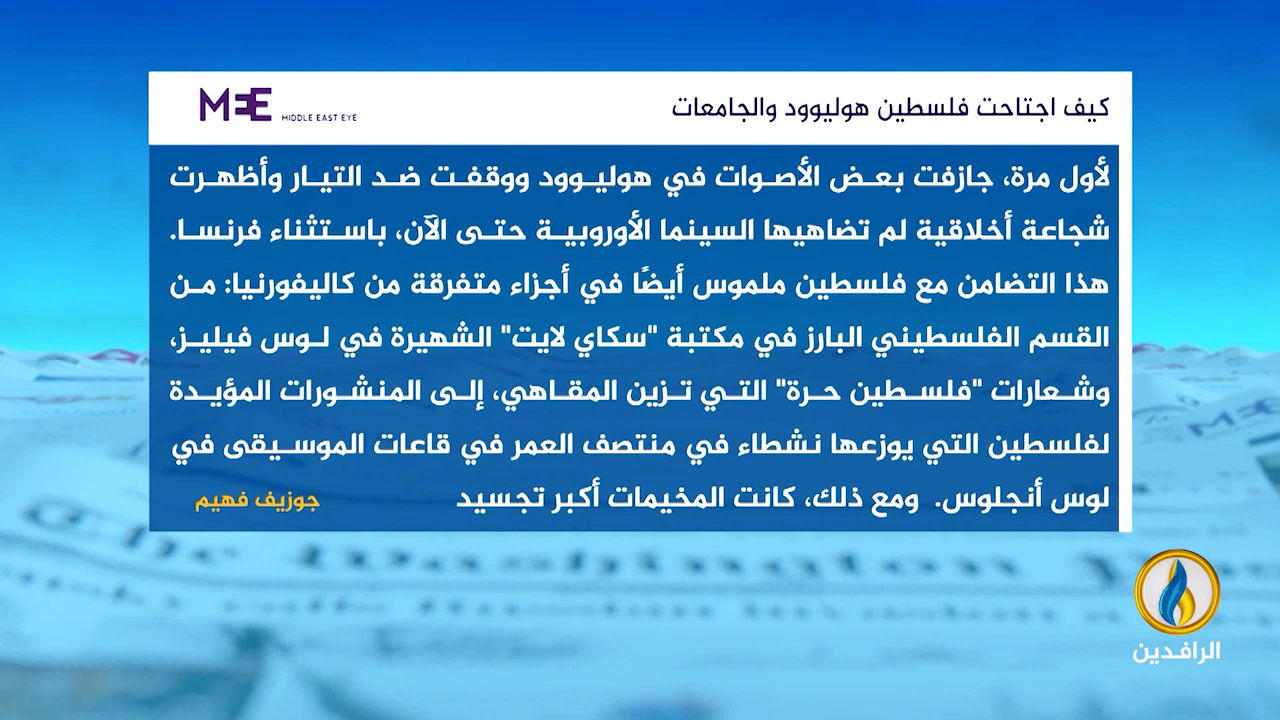 كيف اجتاحت فلسطين هوليوود والجامعات
MEE MIDDLE EAST EYE
لأول مرة، جازفت بعض الأصوات في هوليوود ووقفت ضد التيار وأظهرت
شجاعة أخلاقية لم تضاهيها السينما الأوروبية حتى الآن، باستثناء فرنسا.
هذا التضامن مع فلسطين ملموس أيضًا في أجزاء متفرقة من كاليفورنيا: من
القسم الفلسطيني البارز في مكتبة "سكاي لايت" الشهيرة في لوس فيليز،
وشعارات "فلسطين حرة" التي تزين المقاهي، إلى المنشورات المؤيدة
لفلسطين التي يوزعها نشطاء في منتصف العمر في قاعات الموسيقى في
لوس أنجلوس. ومع ذلك، كانت المخيمات أكبر تجسيد
جوزيف فهيم
The Washington
الرافدين